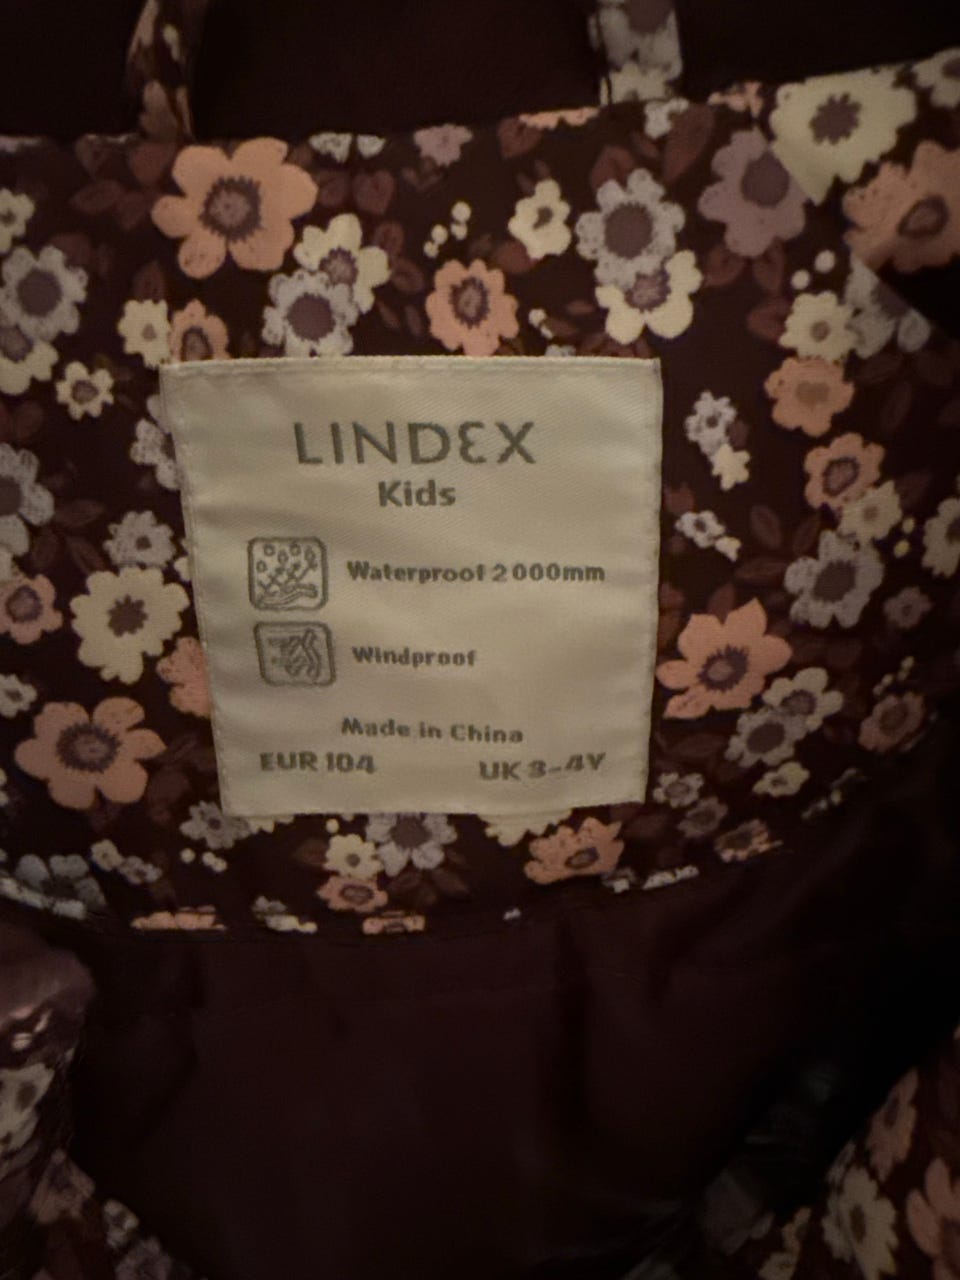 LINDEX
Kids
Waterproof 2000mm
Windproof
Made in China
EUR 104 UK 3-4Y